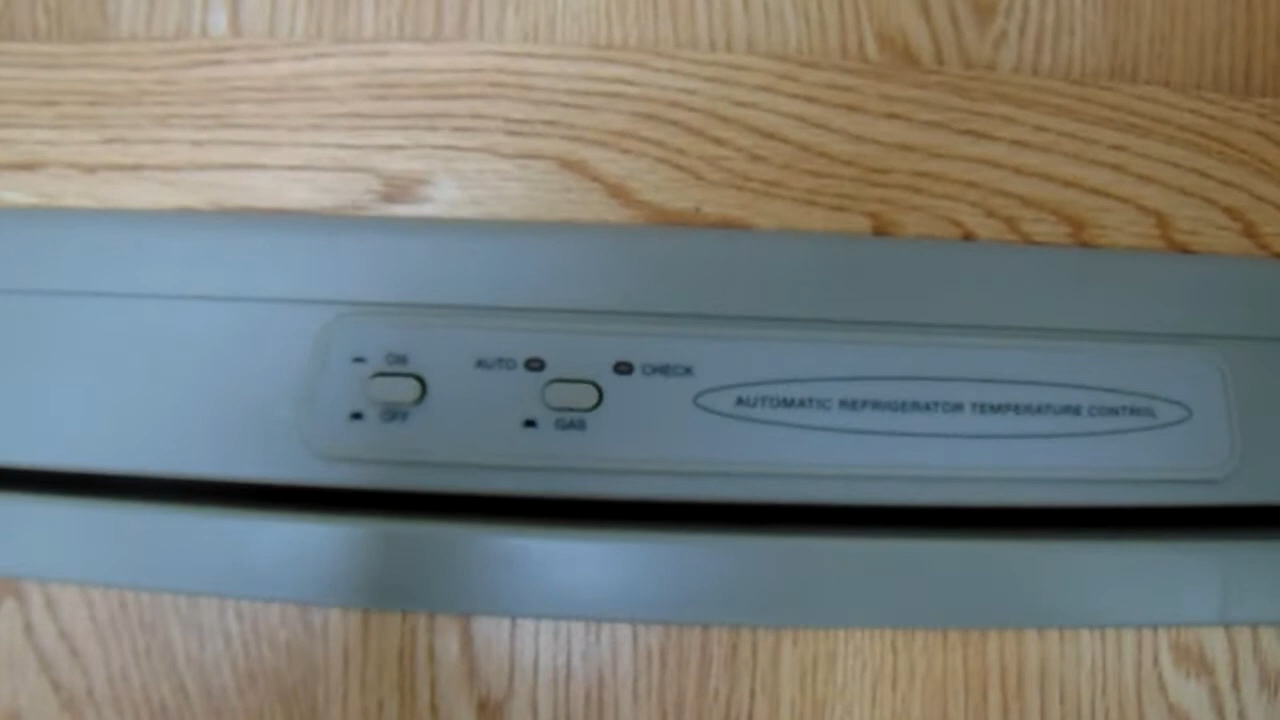 ON
OFF
AUTO
GAS
CHECK
AUTOMATIC REFRIGERATOR TEMPERATURE CONTROL